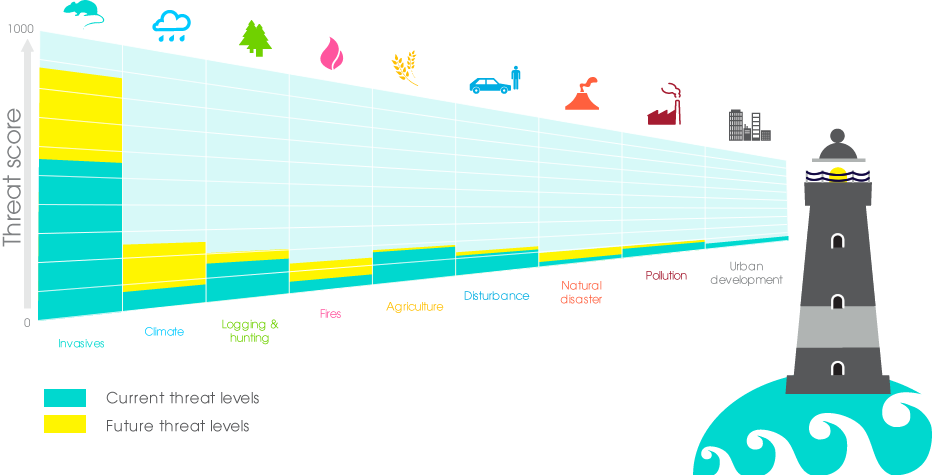 1000
Threat score
0
Invasives
Climate
Logging &
hunting
Fires
Agriculture
Disturbance
Natural
disaster
Pollution
Urban
development
Current threat levels
Future threat levels